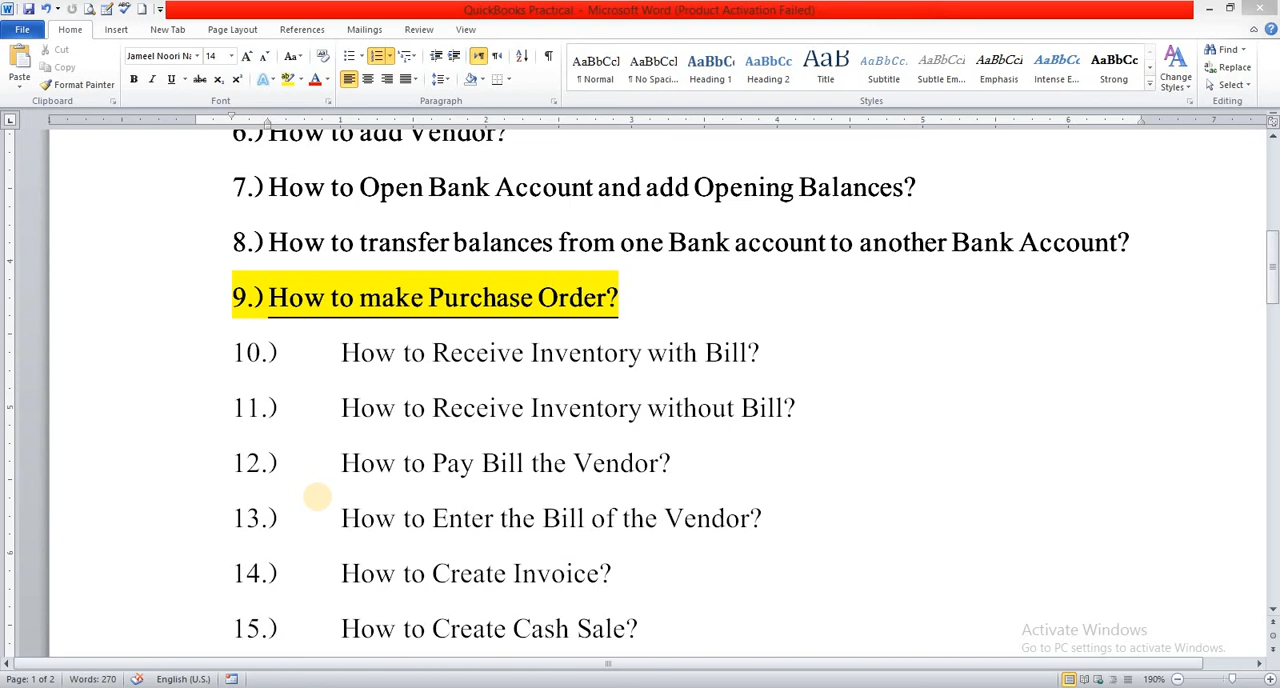 QuickBooks Practical - Microsoft Word (Product Activation Failed)
File Home Insert New Tab Page Layout References Mailings Review View
Paste Cut Copy Format Painter
Jameel Noori Na 14
AaBbCcI AaBbCcI AaBbC AaBbCc AaB AaBbCc. AaBbCcI AaBbCcI AaBbCcI AaBbCcI
¶ Normal ¶ No Spaci... Heading 1 Heading 2 Title Subtitle Subtle Em... Emphasis Intense E... Strong
Change Styles
Find Replace Select
Clipboard Font Paragraph Styles Editing
6.) How to add Vendor?
7.) How to Open Bank Account and add Opening Balances?
8.) How to transfer balances from one Bank account to another Bank Account?
9.) How to make Purchase Order?
10.) How to Receive Inventory with Bill?
11.) How to Receive Inventory without Bill?
12.) How to Pay Bill the Vendor?
13.) How to Enter the Bill of the Vendor?
14.) How to Create Invoice?
15.) How to Create Cash Sale?
Activate Windows
Go to PC settings to activate Windows.
Page: 1 of 2 Words: 270 English (U.S.) 190%